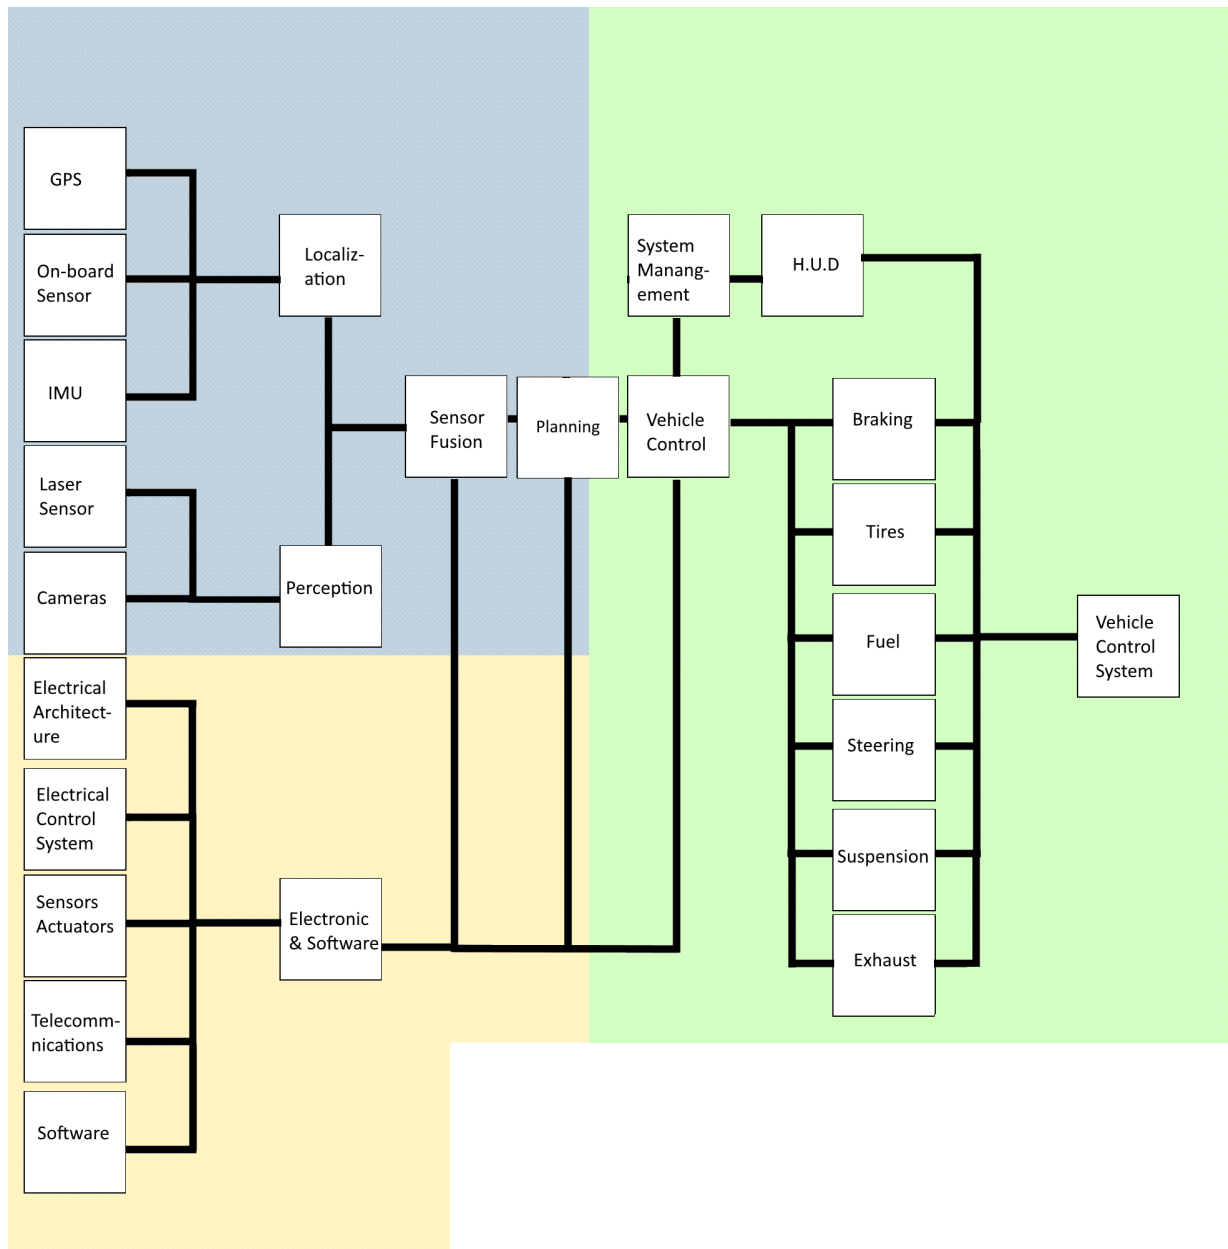 GPS
On-board
Sensor
IMU
Laser
Sensor
Cameras
Electrical
Architect-
ure
Electrical
Control
System
Sensors
Actuators
Telecomm-
nications
Software
Localiz-
ation
Perception
Electronic
& Software
Sensor
Fusion
Planning
System
Manang-
ement
Vehicle
Control
H.U.D
Braking
Tires
Fuel
Steering
Suspension
Exhaust
Vehicle
Control
System